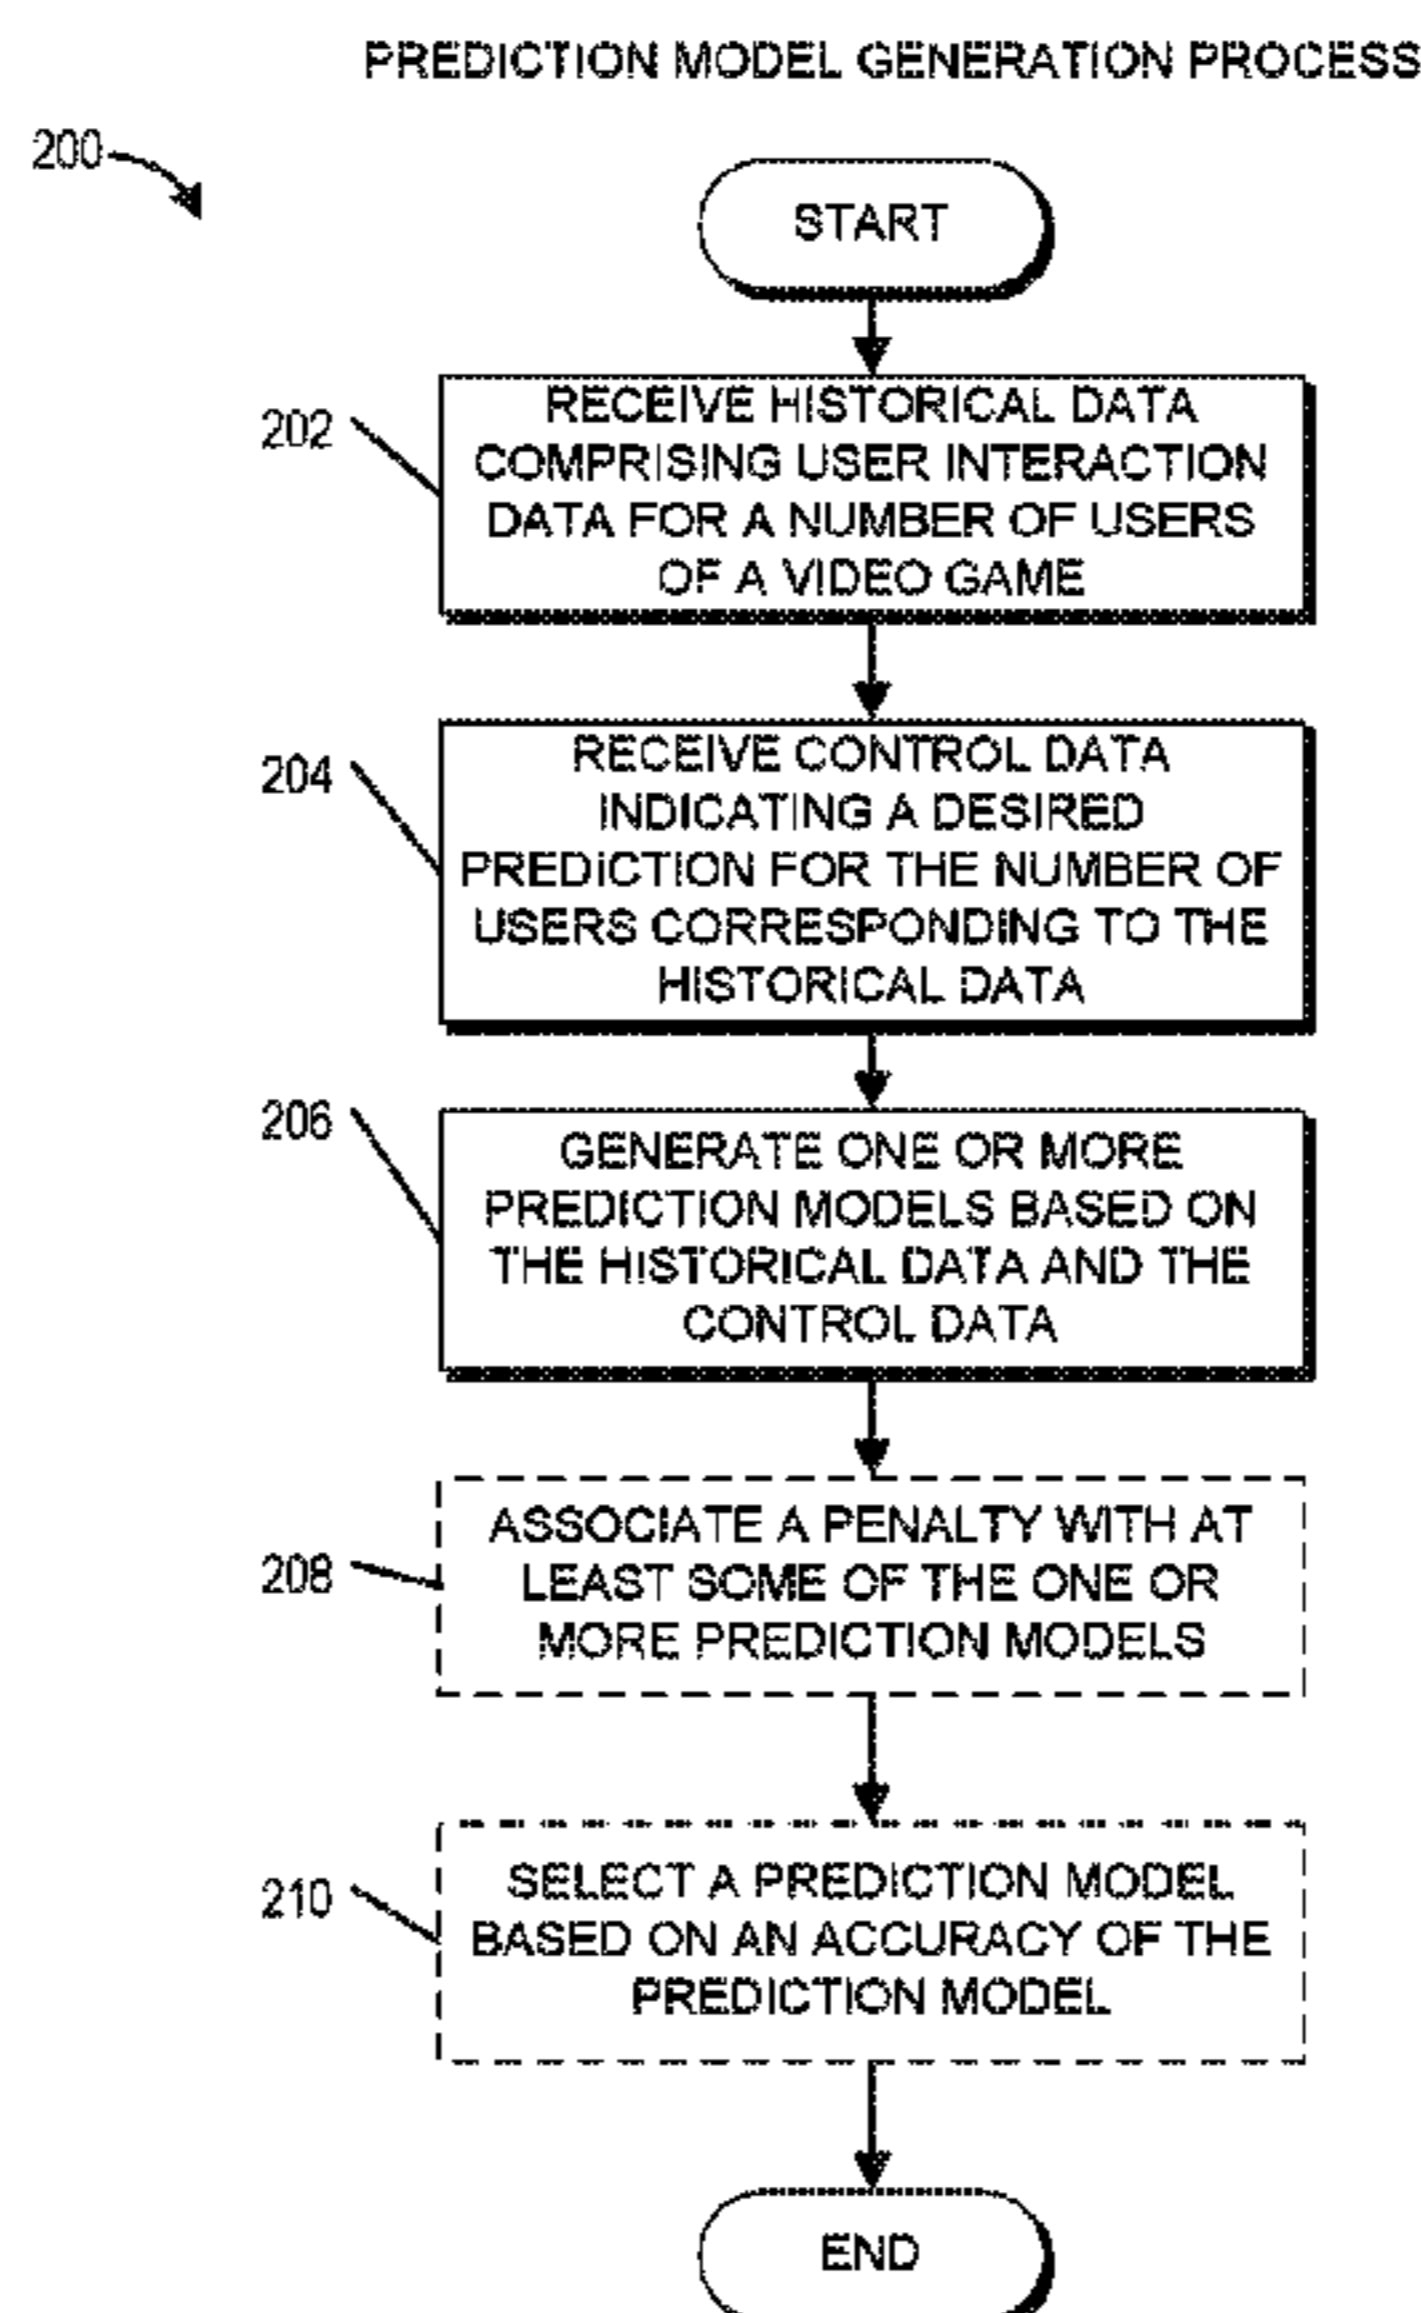 PREDICTION MODEL GENERATION PROCESS
200
START
202
RECEIVE HISTORICAL DATA
COMPRISING USER INTERACTION
DATA FOR A NUMBER OF USERS
OF A VIDEO GAME
204
RECEIVE CONTROL DATA
INDICATING A DESIRED
PREDICTION FOR THE NUMBER OF
USERS CORRESPONDING TO THE
HISTORICAL DATA
206
GENERATE ONE OR MORE
PREDICTION MODELS BASED ON
THE HISTORICAL DATA AND THE
CONTROL DATA
208
ASSOCIATE A PENALTY WITH AT
LEAST SOME OF THE ONE OR
MORE PREDICTION MODELS
210
SELECT A PREDICTION MODEL
BASED ON AN ACCURACY OF THE
PREDICTION MODEL
END